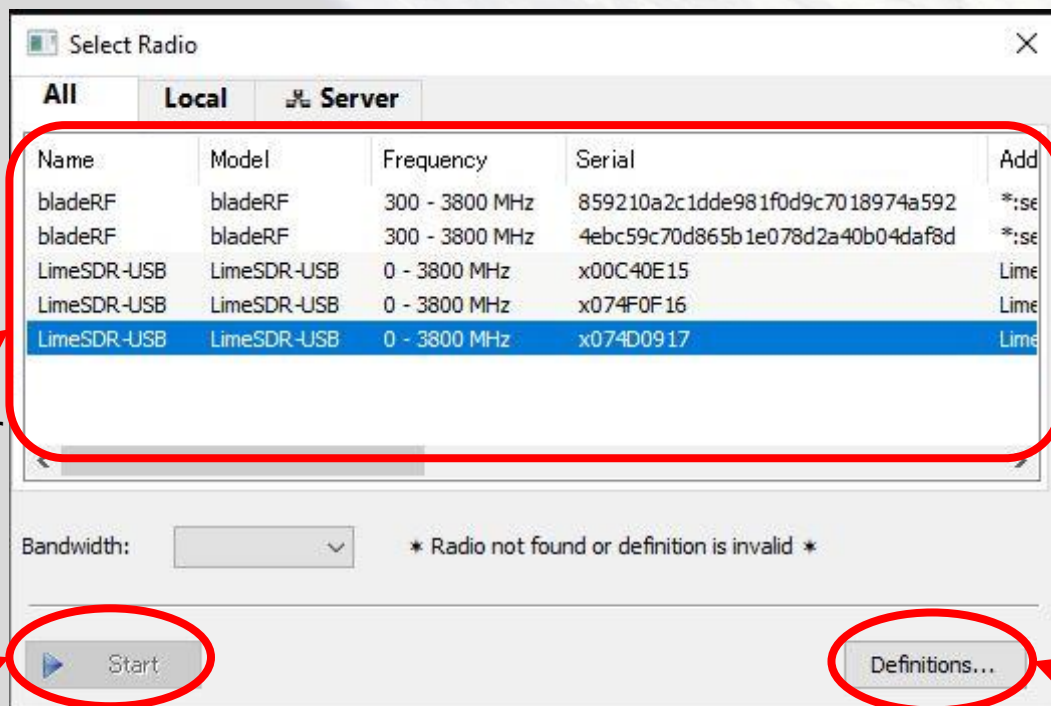 Select Radio
All Local Server
Name Model Frequency Serial Add
bladeRF bladeRF 300 - 3800 MHz 859210a2c1dde981f0d9c7018974a592 *:se
bladeRF bladeRF 300 - 3800 MHz 4ebc59c70d865b1e078d2a40b04daf8d *:se
LimeSDR-USB LimeSDR-USB 0 - 3800 MHz x00C40E15 Lime
LimeSDR-USB LimeSDR-USB 0 - 3800 MHz x074F0F16 Lime
LimeSDR-USB LimeSDR-USB 0 - 3800 MHz x074D0917 Lime
Bandwidth: * Radio not found or definition is invalid *
Start Definitions...